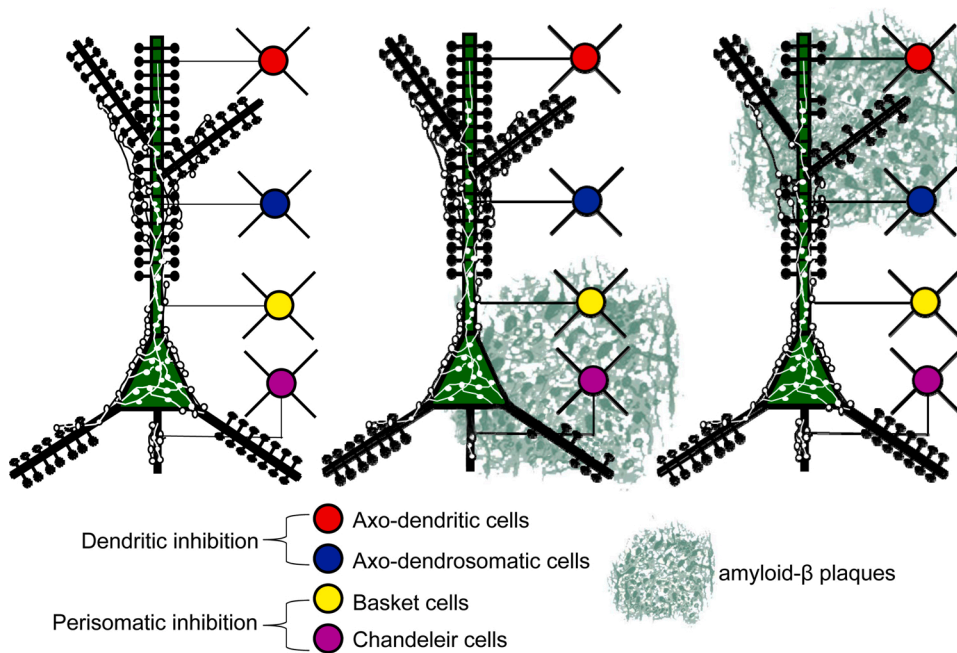 Dendritic inhibition
Axo-dendritic cells
Axo-dendrosomatic cells
Perisomatic inhibition
Basket cells
Chandeleir cells
amyloid-β plaques